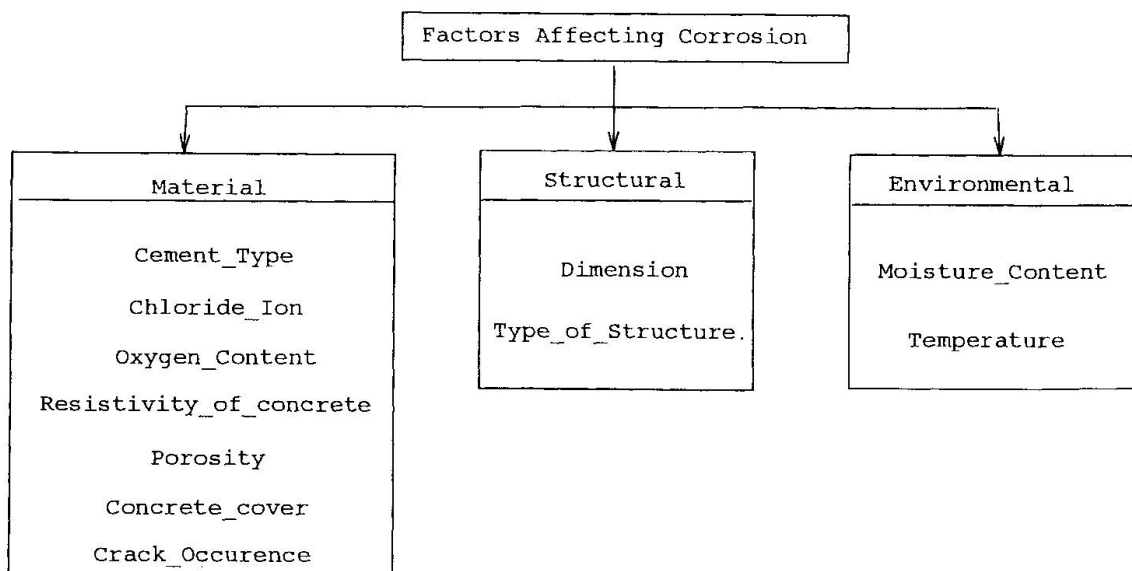 Factors Affecting Corrosion
Material
Cement_Type
Chloride_Ion
Oxygen_Content
Resistivity_of_concrete
Porosity
Concrete_cover
Crack_Occurence
Structural
Dimension
Type_of_Structure.
Environmental
Moisture_Content
Temperature